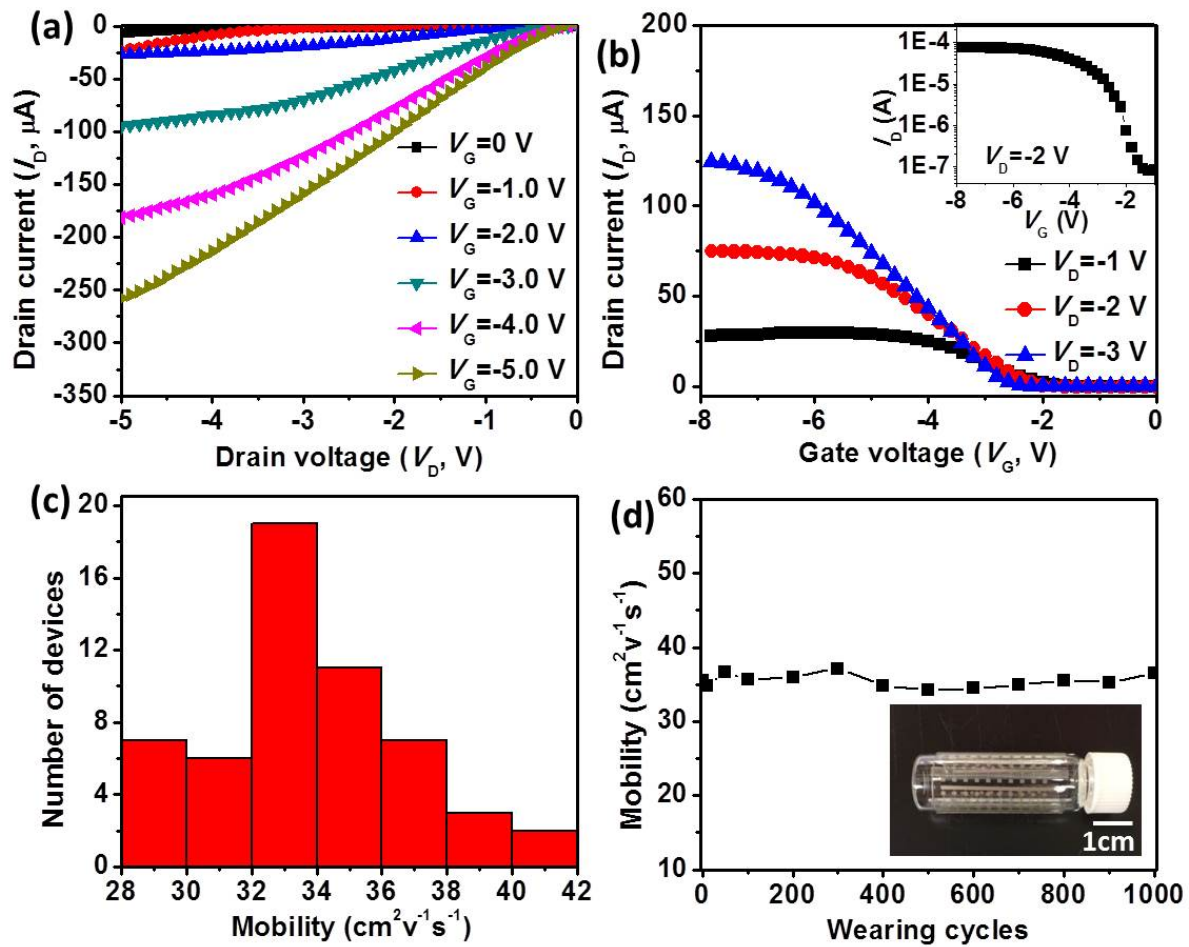 (a)
Drain current (I_D, μA)
0
-50
-100
-150
-200
-250
-300
-350
V_G=0 V
V_G=-1.0 V
V_G=-2.0 V
V_G=-3.0 V
V_G=-4.0 V
V_G=-5.0 V
-5 -4 -3 -2 -1 0
Drain voltage (V_D, V)
(b)
Drain current (I_D, μA)
200
150
100
50
0
I_D (A)
1E-4
1E-5
1E-6
1E-7
V_D=-2 V
-8 -6 -4 -2
V_G (V)
V_D=-1 V
V_D=-2 V
V_D=-3 V
-8 -6 -4 -2 0
Gate voltage (V_G, V)
(c)
Number of devices
20
16
12
8
4
0
28 30 32 34 36 38 40 42
Mobility (cm²v⁻¹s⁻¹)
(d)
Mobility (cm²v⁻¹s⁻¹)
60
50
40
30
20
10
1cm
0 200 400 600 800 1000
Wearing cycles